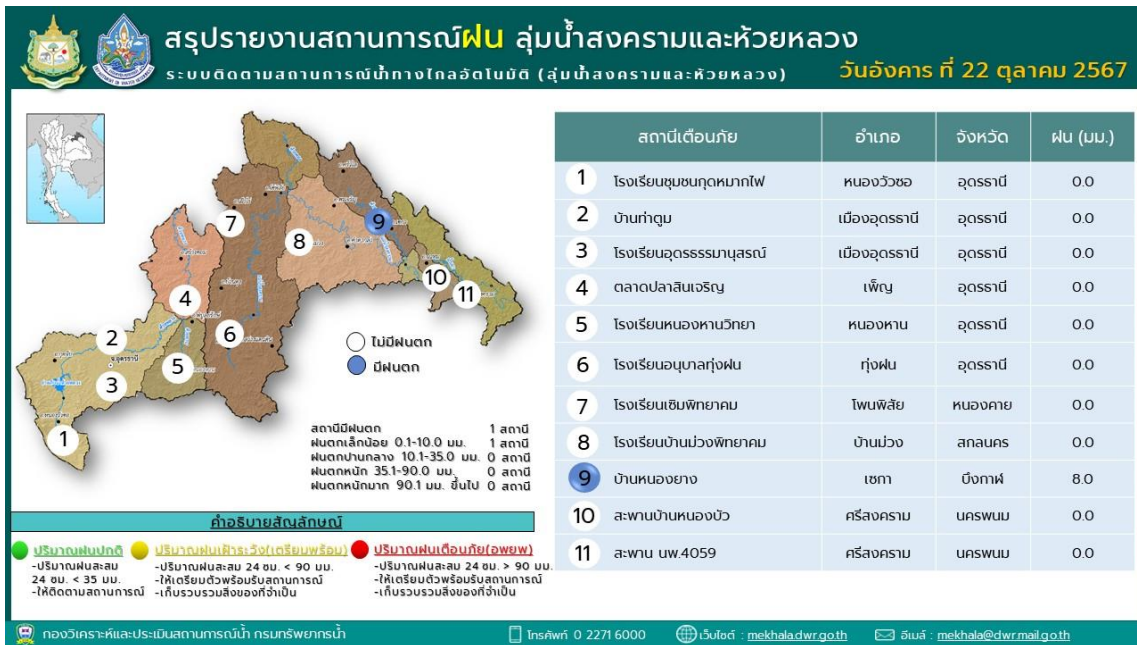 สรุปรายงานสถานการณ์ฝน ลุ่มน้ำสงครามและห้วยหลวง
ระบบติดตามสถานการณ์น้ำทางไกลอัตโนมัติ (ลุ่มน้ำสงครามและห้วยหลวง)
วันอังคาร ที่ 22 ตุลาคม 2567
7
9
8
10
11
4
6
2
จ.อุดรธานี
3
5
1
ไม่มีฝนตก
มีฝนตก
สถานีมีฝนตก 1 สถานี
ฝนตกเล็กน้อย 0.1-10.0 มม. 1 สถานี
ฝนตกปานกลาง 10.1-35.0 มม. 0 สถานี
ฝนตกหนัก 35.1-90.0 มม. 0 สถานี
ฝนตกหนักมาก 90.1 มม. ขึ้นไป 0 สถานี
สถานีเตือนภัย อำเภอ จังหวัด ฝน (มม.)
1 โรงเรียนชุมชนกุดหมากไฟ หนองวัวซอ อุดรธานี 0.0
2 บ้านท่าตูม เมืองอุดรธานี อุดรธานี 0.0
3 โรงเรียนอุดรธรรมานุสรณ์ เมืองอุดรธานี อุดรธานี 0.0
4 ตลาดปลาสินเจริญ เพ็ญ อุดรธานี 0.0
5 โรงเรียนหนองหานวิทยา หนองหาน อุดรธานี 0.0
6 โรงเรียนอนุบาลทุ่งฝน ทุ่งฝน อุดรธานี 0.0
7 โรงเรียนเซิมพิทยาคม โพนพิสัย หนองคาย 0.0
8 โรงเรียนบ้านม่วงพิทยาคม บ้านม่วง สกลนคร 0.0
9 บ้านหนองยาง เซกา บึงกาฬ 8.0
10 สะพานบ้านหนองบัว ศรีสงคราม นครพนม 0.0
11 สะพาน นพ.4059 ศรีสงคราม นครพนม 0.0
คำอธิบายสัญลักษณ์
ปริมาณฝนปกติ
-ปริมาณฝนสะสม
24 ชม. < 35 มม.
-ให้ติดตามสถานการณ์
ปริมาณฝนเฝ้าระวัง(เตรียมพร้อม)
-ปริมาณฝนสะสม 24 ชม. < 90 มม.
-ให้เตรียมตัวพร้อมรับสถานการณ์
-เก็บรวบรวมสิ่งของที่จำเป็น
ปริมาณฝนเตือนภัย(อพยพ)
-ปริมาณฝนสะสม 24 ชม. > 90 มม.
-ให้เตรียมตัวพร้อมรับสถานการณ์
-เก็บรวบรวมสิ่งของที่จำเป็น
กองวิเคราะห์และประเมินสถานการณ์น้ำ กรมทรัพยากรน้ำ
โทรศัพท์ 0 2271 6000
เว็บไซต์ : mekhala.dwr.go.th
อีเมล์ : mekhala@dwr.mail.go.th